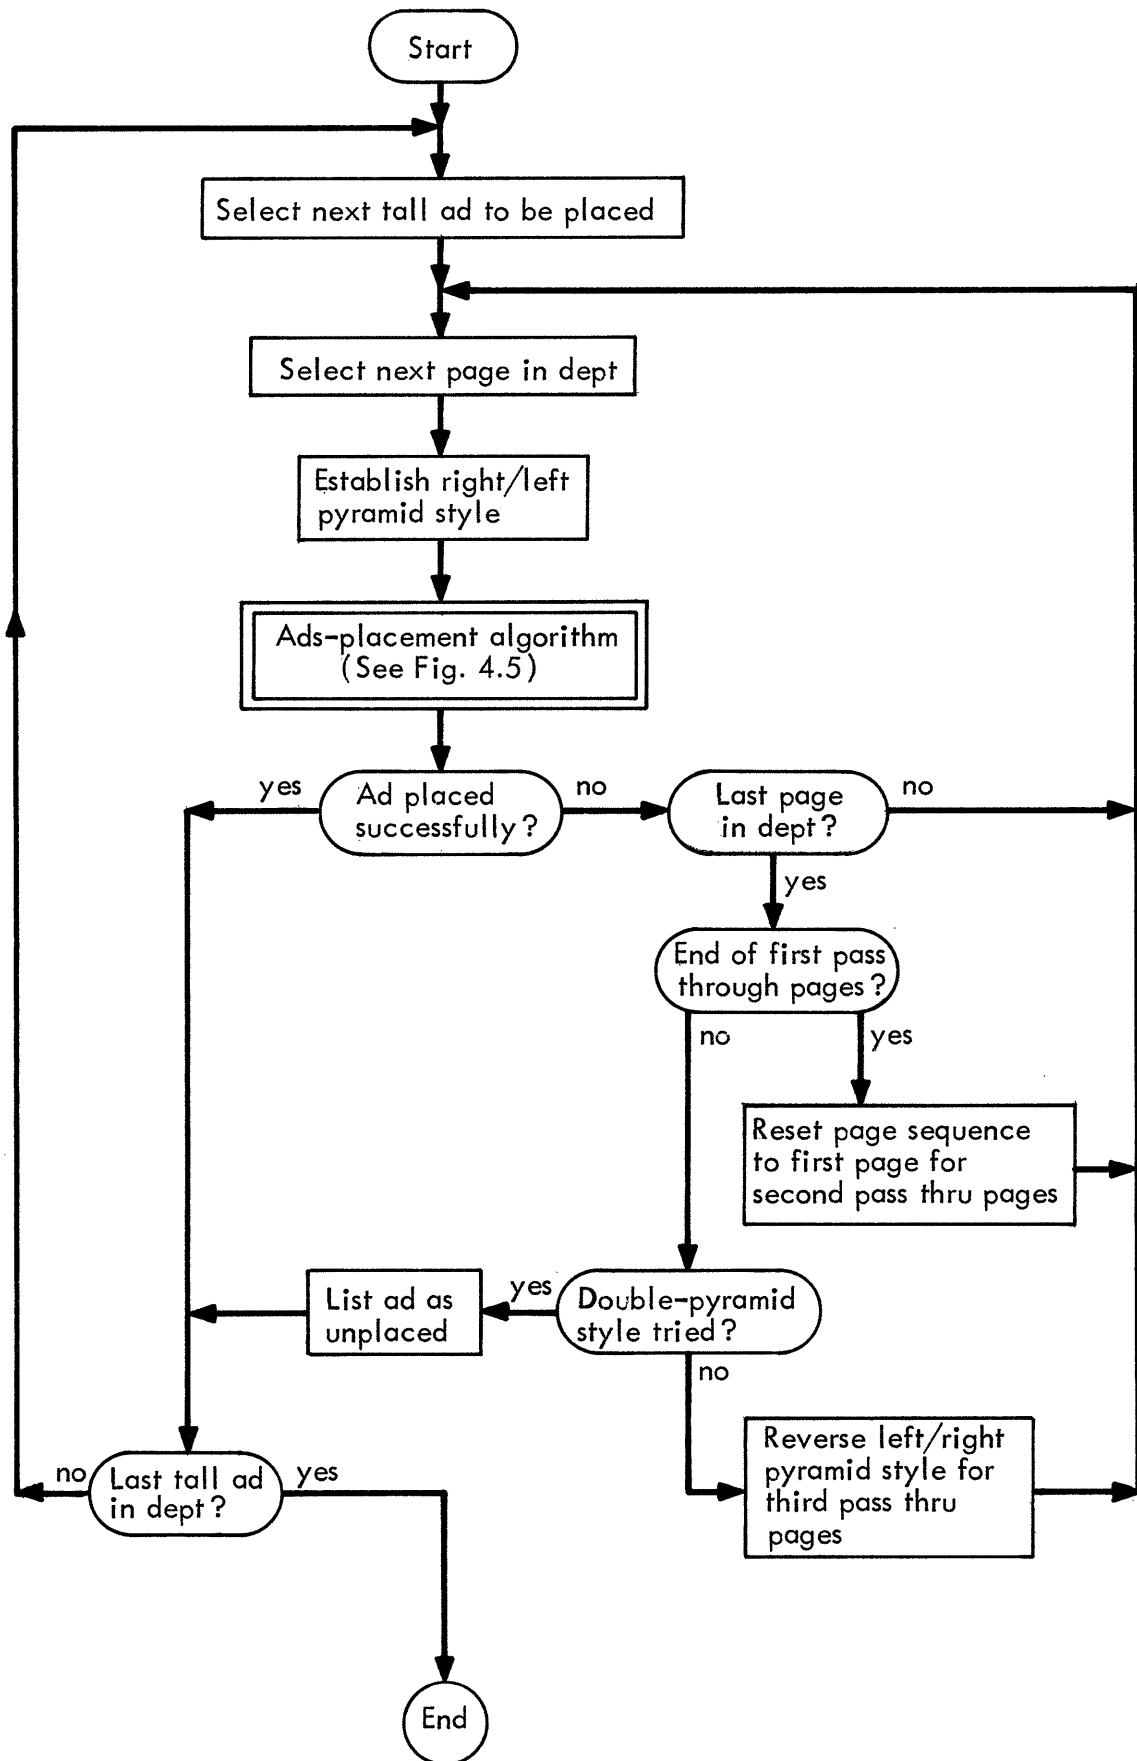 Start
Select next tall ad to be placed
Select next page in dept
Establish right/left
pyramid style
Ads-placement algorithm
(See Fig. 4.5)
yes
Ad placed
successfully?
no
Last page
in dept?
no
yes
End of first pass
through pages?
no
yes
Reset page sequence
to first page for
second pass thru pages
List ad as
unplaced
yes
Double-pyramid
style tried?
no
Reverse left/right
pyramid style for
third pass thru
pages
no
Last tall ad
in dept?
yes
End